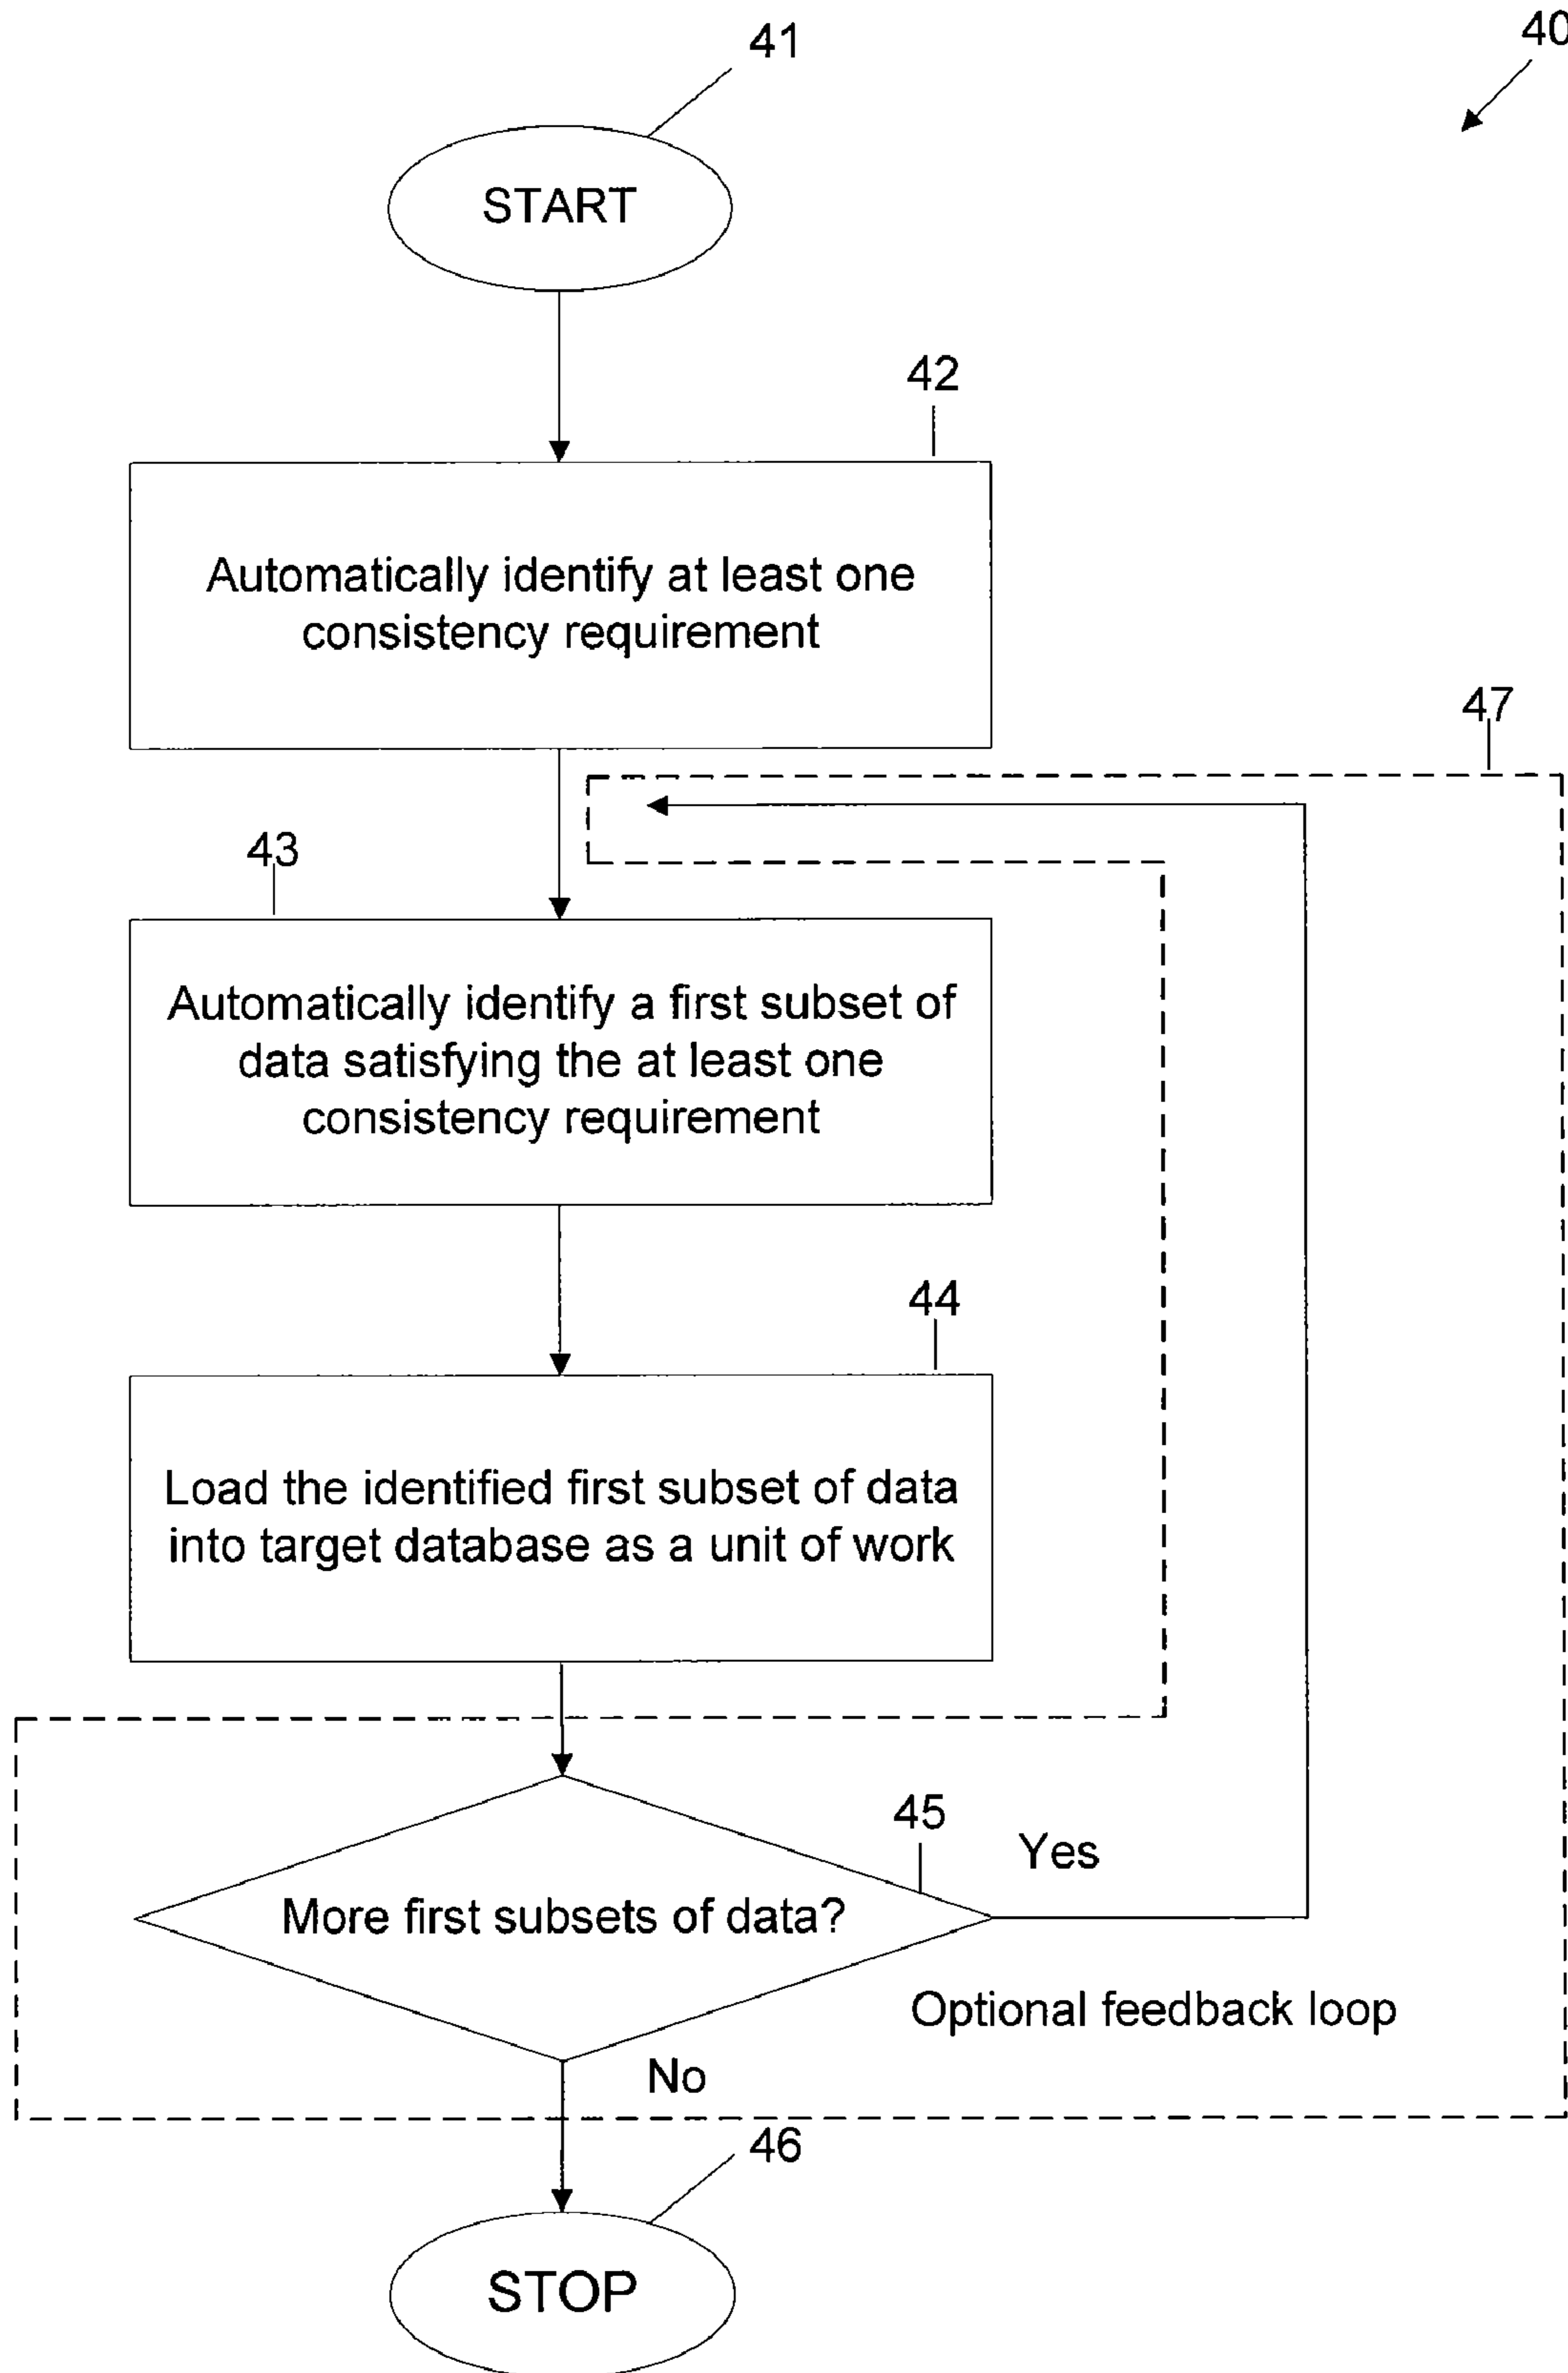 41
40
START
42
Automatically identify at least one
consistency requirement
47
43
Automatically identify a first subset of
data satisfying the at least one
consistency requirement
44
Load the identified first subset of data
into target database as a unit of work
45
Yes
More first subsets of data?
Optional feedback loop
No
46
STOP